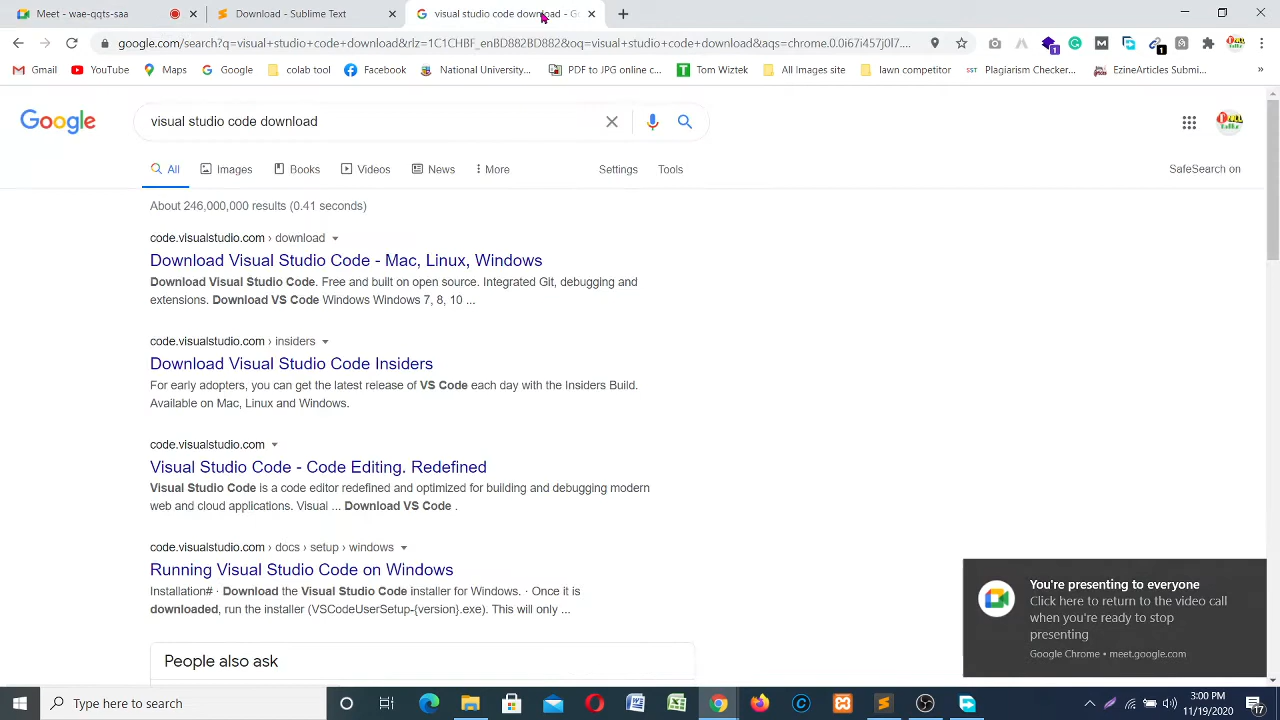 Meet - wae-qqts-sao
Sublime Text
visual studio code download - G
google.com/search?q=visual+studio+code+download&rlz=1C1CHBF_enBD882BD882&oq=visual+studio+code+download&aqs=chrome.0.0i67i457j0l7....
Gmail
YouTube
Maps
Google
colab tool
Facebook
National University...
PDF to JPG online c...
Tom Wiztek
All Images site
lawn competitor
Plagiarism Checker...
EzineArticles Submi...
»
Google
visual studio code download
All
Images
Books
Videos
News
More
Settings
Tools
SafeSearch on
About 246,000,000 results (0.41 seconds)
code.visualstudio.com › download
Download Visual Studio Code - Mac, Linux, Windows
Download Visual Studio Code. Free and built on open source. Integrated Git, debugging and
extensions. Download VS Code Windows Windows 7, 8, 10 ...
code.visualstudio.com › insiders
Download Visual Studio Code Insiders
For early adopters, you can get the latest release of VS Code each day with the Insiders Build.
Available on Mac, Linux and Windows.
code.visualstudio.com
Visual Studio Code - Code Editing. Redefined
Visual Studio Code is a code editor redefined and optimized for building and debugging modern
web and cloud applications. Visual ... Download VS Code .
code.visualstudio.com › docs › setup › windows
Running Visual Studio Code on Windows
Installation# · Download the Visual Studio Code installer for Windows. · Once it is
downloaded, run the installer (VSCodeUserSetup-{version}.exe). This will only ...
People also ask
You're presenting to everyone
Click here to return to the video call
when you're ready to stop
presenting
Google Chrome • meet.google.com
Type here to search
3:00 PM
11/19/2020